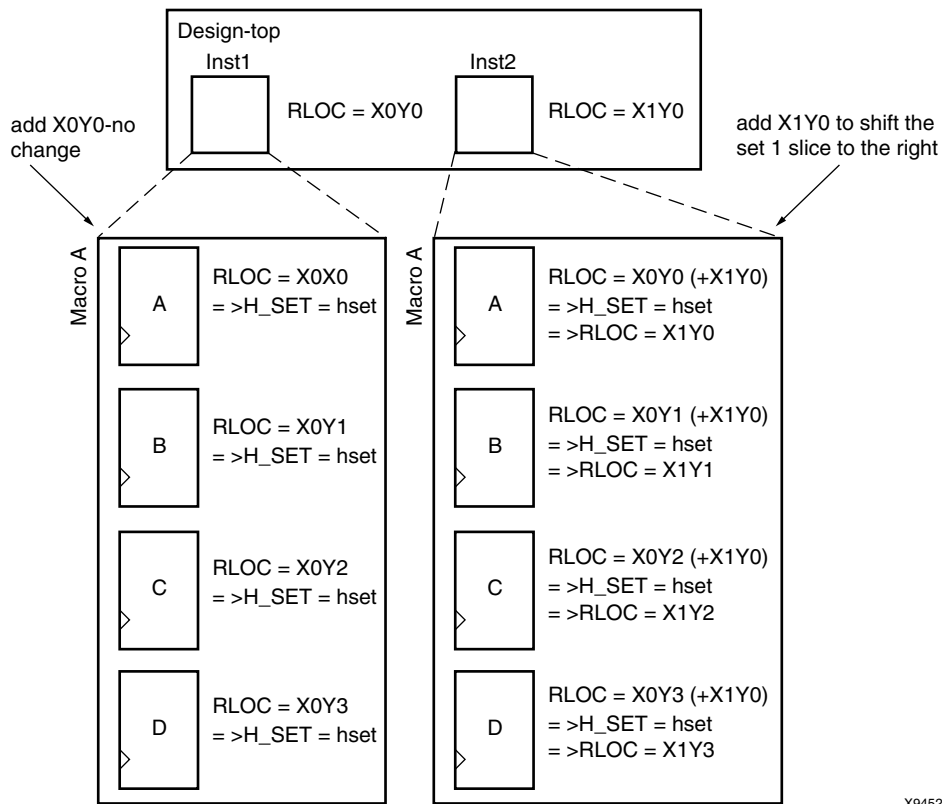 Design-top
Inst1
Inst2
RLOC = X0Y0
RLOC = X1Y0
add X0Y0-no
change
add X1Y0 to shift the
set 1 slice to the right
Macro A
A
RLOC = X0X0
= >H_SET = hset
B
RLOC = X0Y1
= >H_SET = hset
C
RLOC = X0Y2
= >H_SET = hset
D
RLOC = X0Y3
= >H_SET = hset
Macro A
A
RLOC = X0Y0 (+X1Y0)
= >H_SET = hset
= >RLOC = X1Y0
B
RLOC = X0Y1 (+X1Y0)
= >H_SET = hset
= >RLOC = X1Y1
C
RLOC = X0Y2 (+X1Y0)
= >H_SET = hset
= >RLOC = X1Y2
D
RLOC = X0Y3 (+X1Y0)
= >H_SET = hset
= >RLOC = X1Y3
X9452